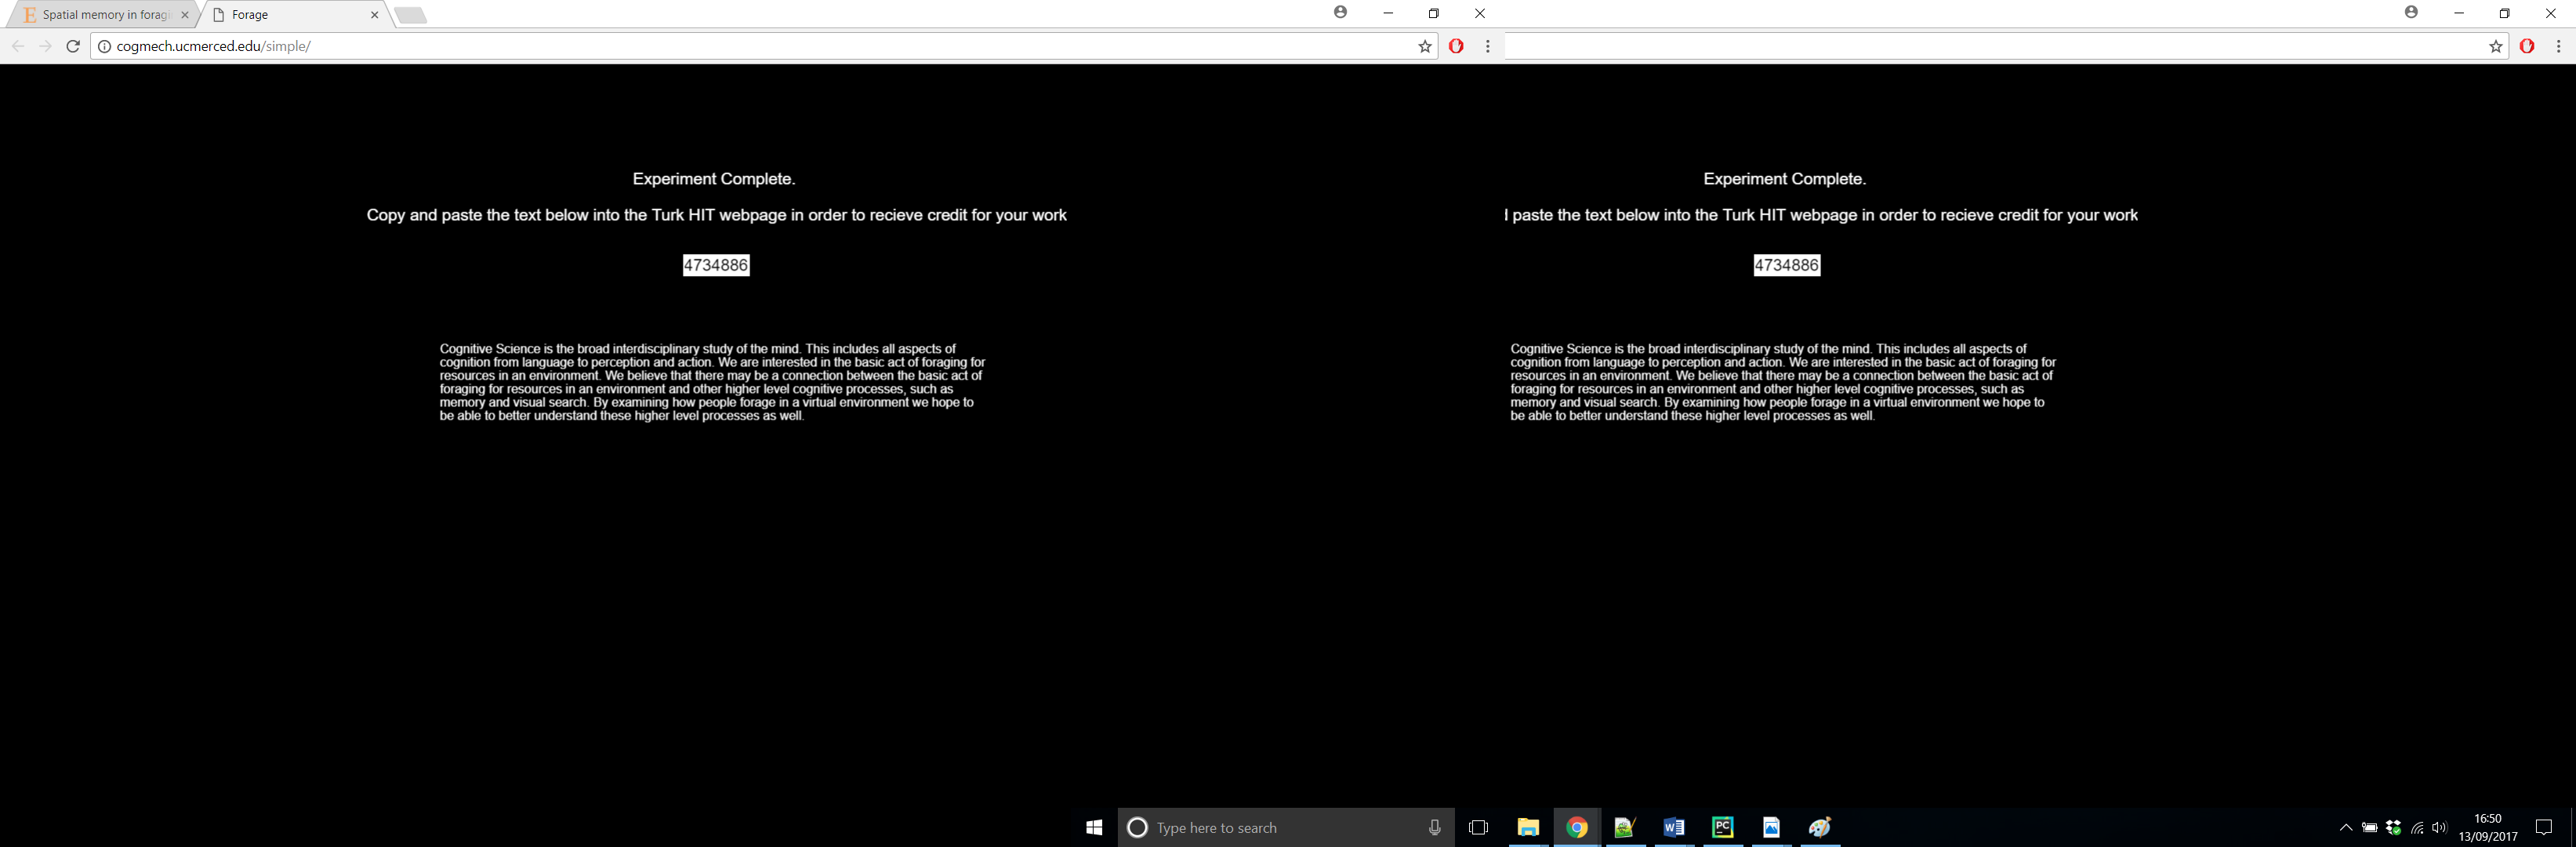 Spatial memory in foragi
Forage
cogmech.ucmerced.edu/simple/
Experiment Complete.
Copy and paste the text below into the Turk HIT webpage in order to recieve credit for your work
4734886
Cognitive Science is the broad interdisciplinary study of the mind. This includes all aspects of
cognition from language to perception and action. We are interested in the basic act of foraging for
resources in an environment. We believe that there may be a connection between the basic act of
foraging for resources in an environment and other higher level cognitive processes, such as
memory and visual search. By examining how people forage in a virtual environment we hope to
be able to better understand these higher level processes as well.
Experiment Complete.
paste the text below into the Turk HIT webpage in order to recieve credit for your work
4734886
Cognitive Science is the broad interdisciplinary study of the mind. This includes all aspects of
cognition from language to perception and action. We are interested in the basic act of foraging for
resources in an environment. We believe that there may be a connection between the basic act of
foraging for resources in an environment and other higher level cognitive processes, such as
memory and visual search. By examining how people forage in a virtual environment we hope to
be able to better understand these higher level processes as well.
Type here to search
16:50
13/09/2017